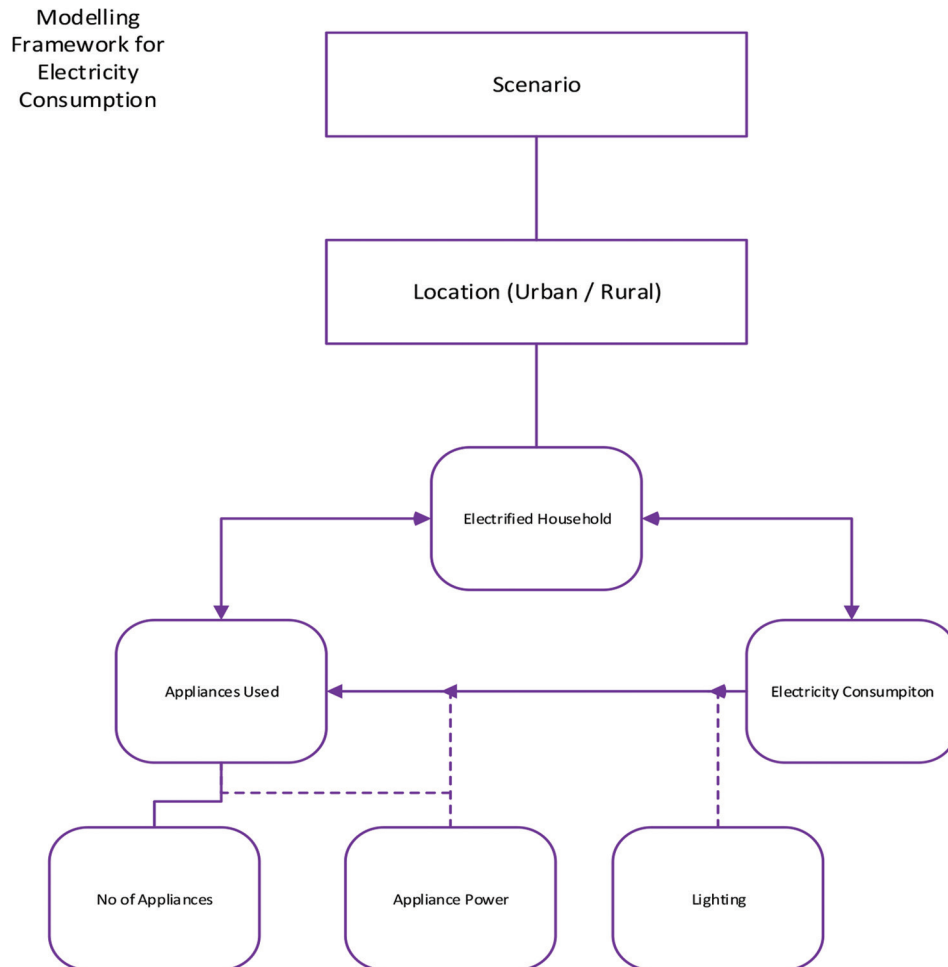 Modelling
Framework for
Electricity
Consumption
Scenario
Location (Urban / Rural)
Electrified Household
Appliances Used
Electricity Consumpiton
No of Appliances
Appliance Power
Lighting